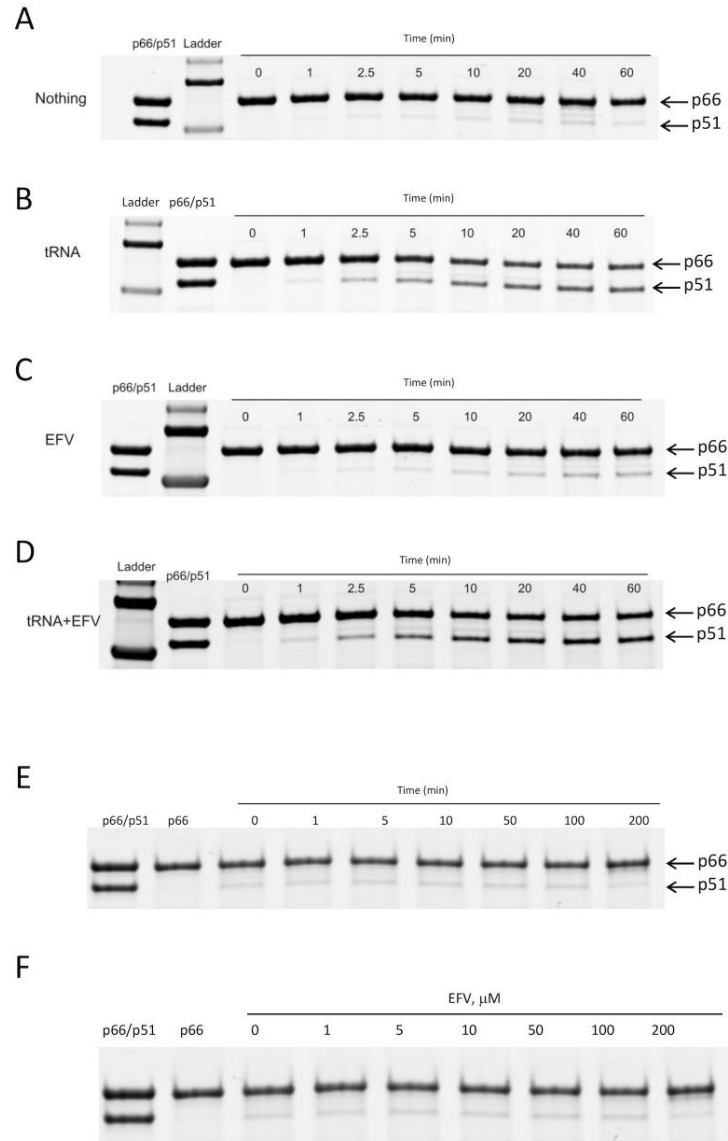 A
p66/p51 Ladder Time (min)
0 1 2.5 5 10 20 40 60
Nothing
p66
p51
B
Ladder p66/p51 Time (min)
0 1 2.5 5 10 20 40 60
tRNA
p66
p51
C
p66/p51 Ladder Time (min)
0 1 2.5 5 10 20 40 60
EFV
p66
p51
D
Ladder p66/p51 Time (min)
0 1 2.5 5 10 20 40 60
tRNA+EFV
p66
p51
E
Time (min)
p66/p51 p66 0 1 5 10 50 100 200
p66
p51
F
EFV, μM
p66/p51 p66 0 1 5 10 50 100 200